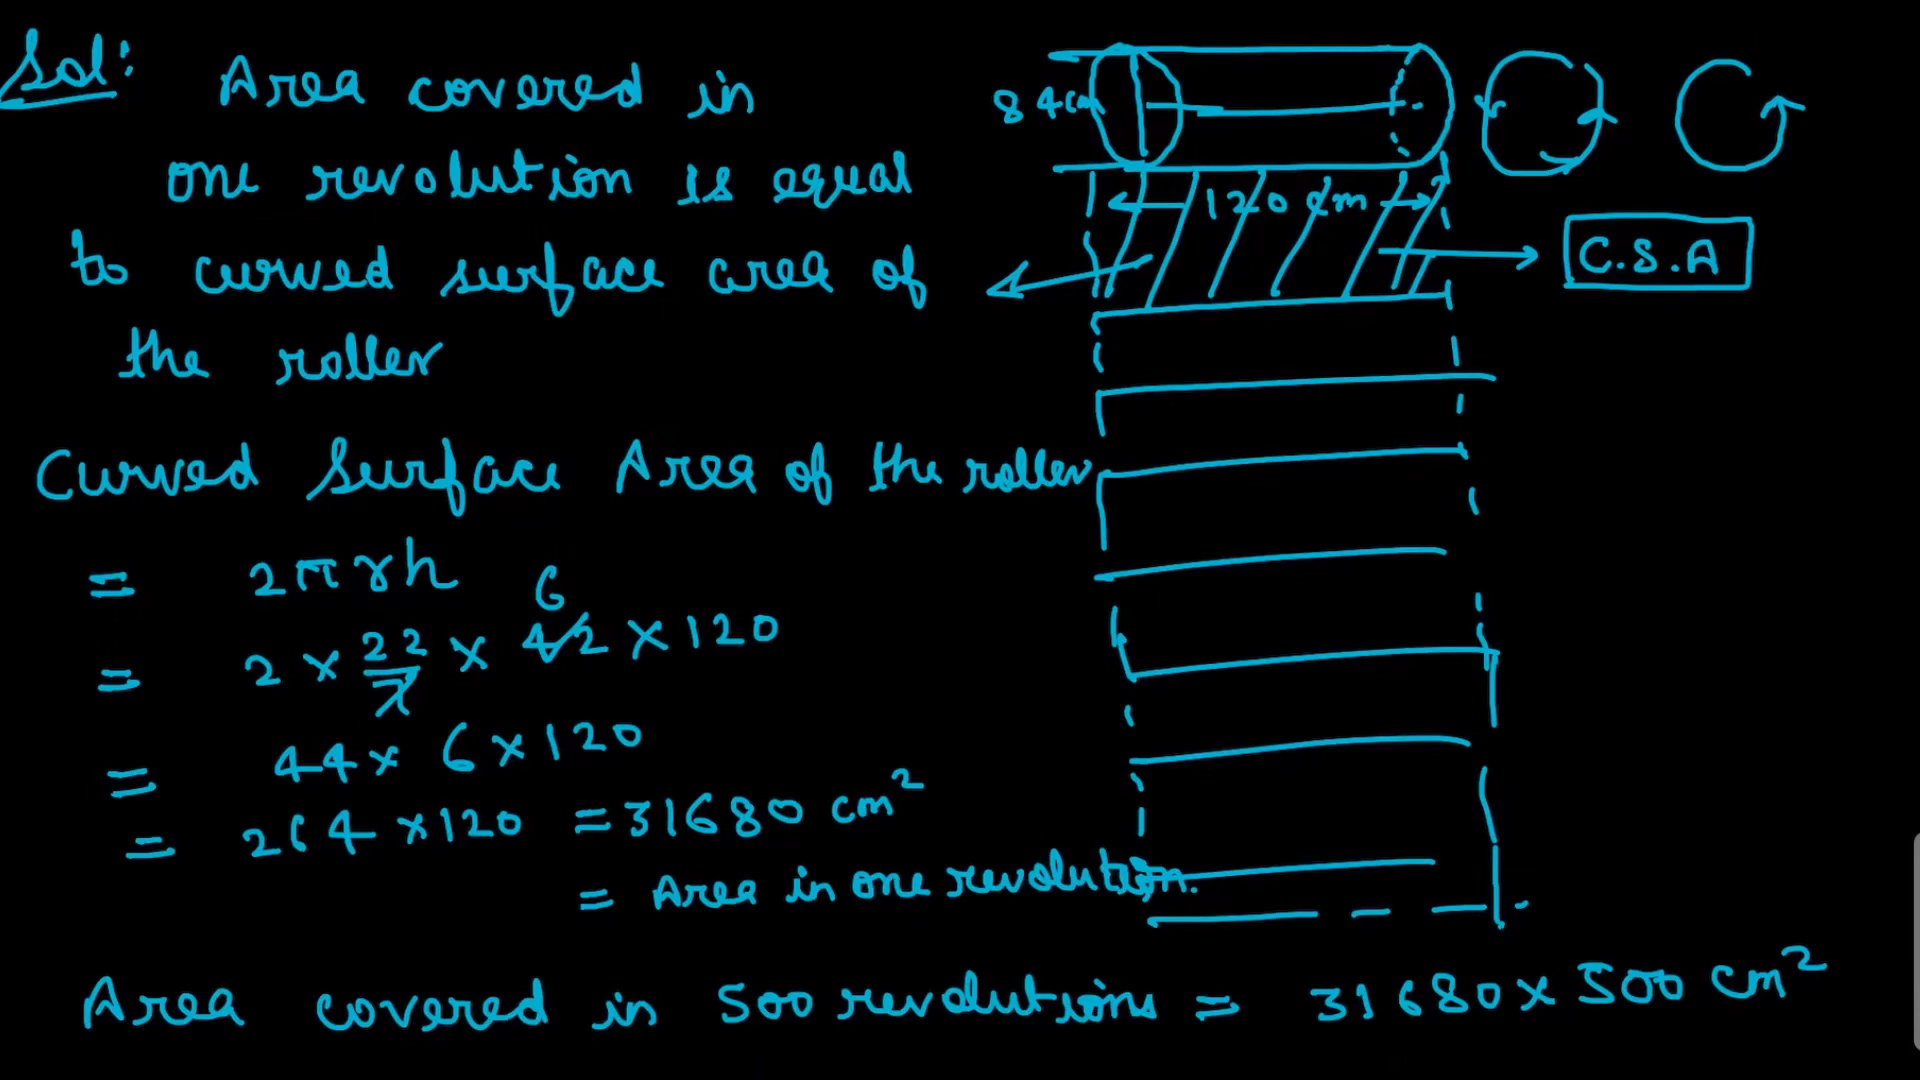 Sol:
Area covered in
one revolution is equal
to curved surface area of
the roller
84cm
120 cm
C.S.A
Curved Surface Area of the roller
= 2πrh
6
= 2 × 22/7 × 42 × 120
= 44 × 6 × 120
= 264 × 120 = 31680 cm²
= Area in one revolution.
Area covered in 500 revolutions = 31680 × 500 cm²